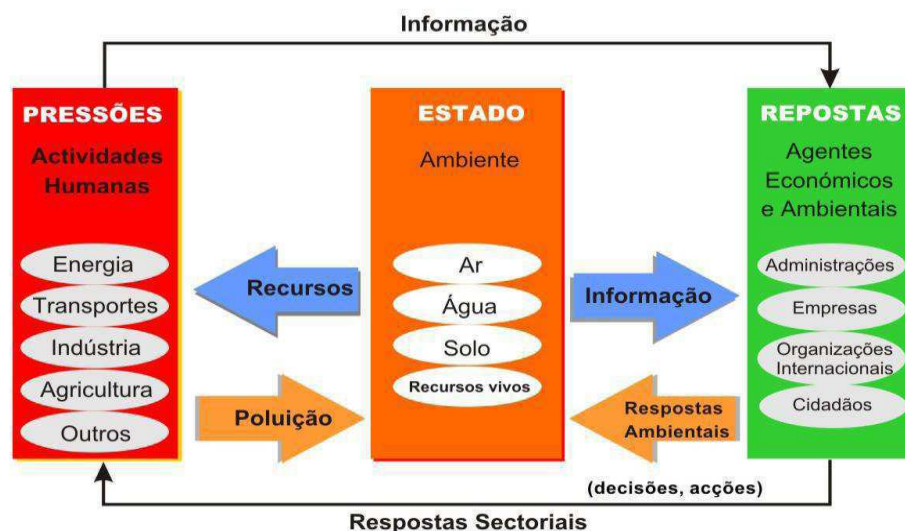 Informação
PRESSÕES
Actividades
Humanas
Energia
Transportes
Indústria
Agricultura
Outros
Recursos
Poluição
ESTADO
Ambiente
Ar
Água
Solo
Recursos vivos
Informação
Respostas
Ambientais
REPOSTAS
Agentes
Económicos
e Ambientais
Administrações
Empresas
Organizações
Internacionais
Cidadãos
(decisões, acções)
Respostas Sectoriais